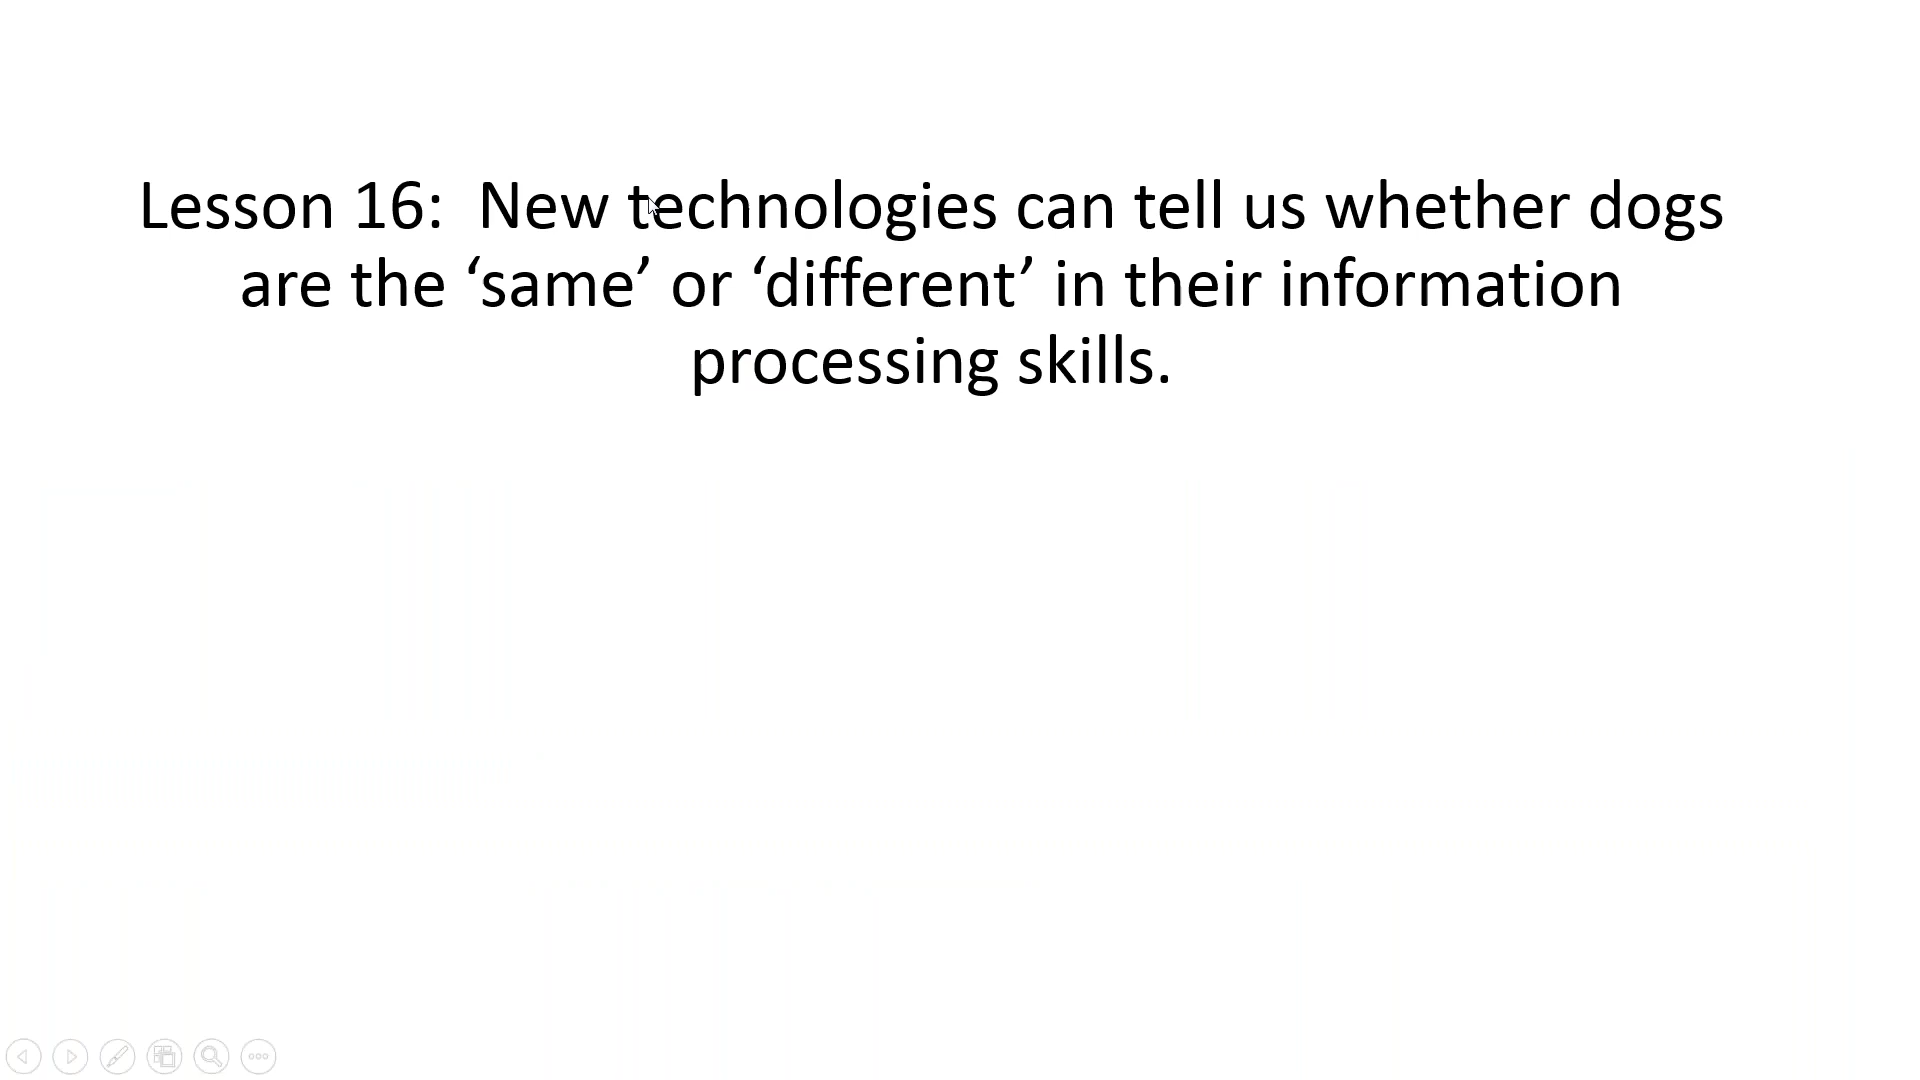 Lesson 16:  New technologies can tell us whether dogs
are the ‘same’ or ‘different’ in their information
processing skills.